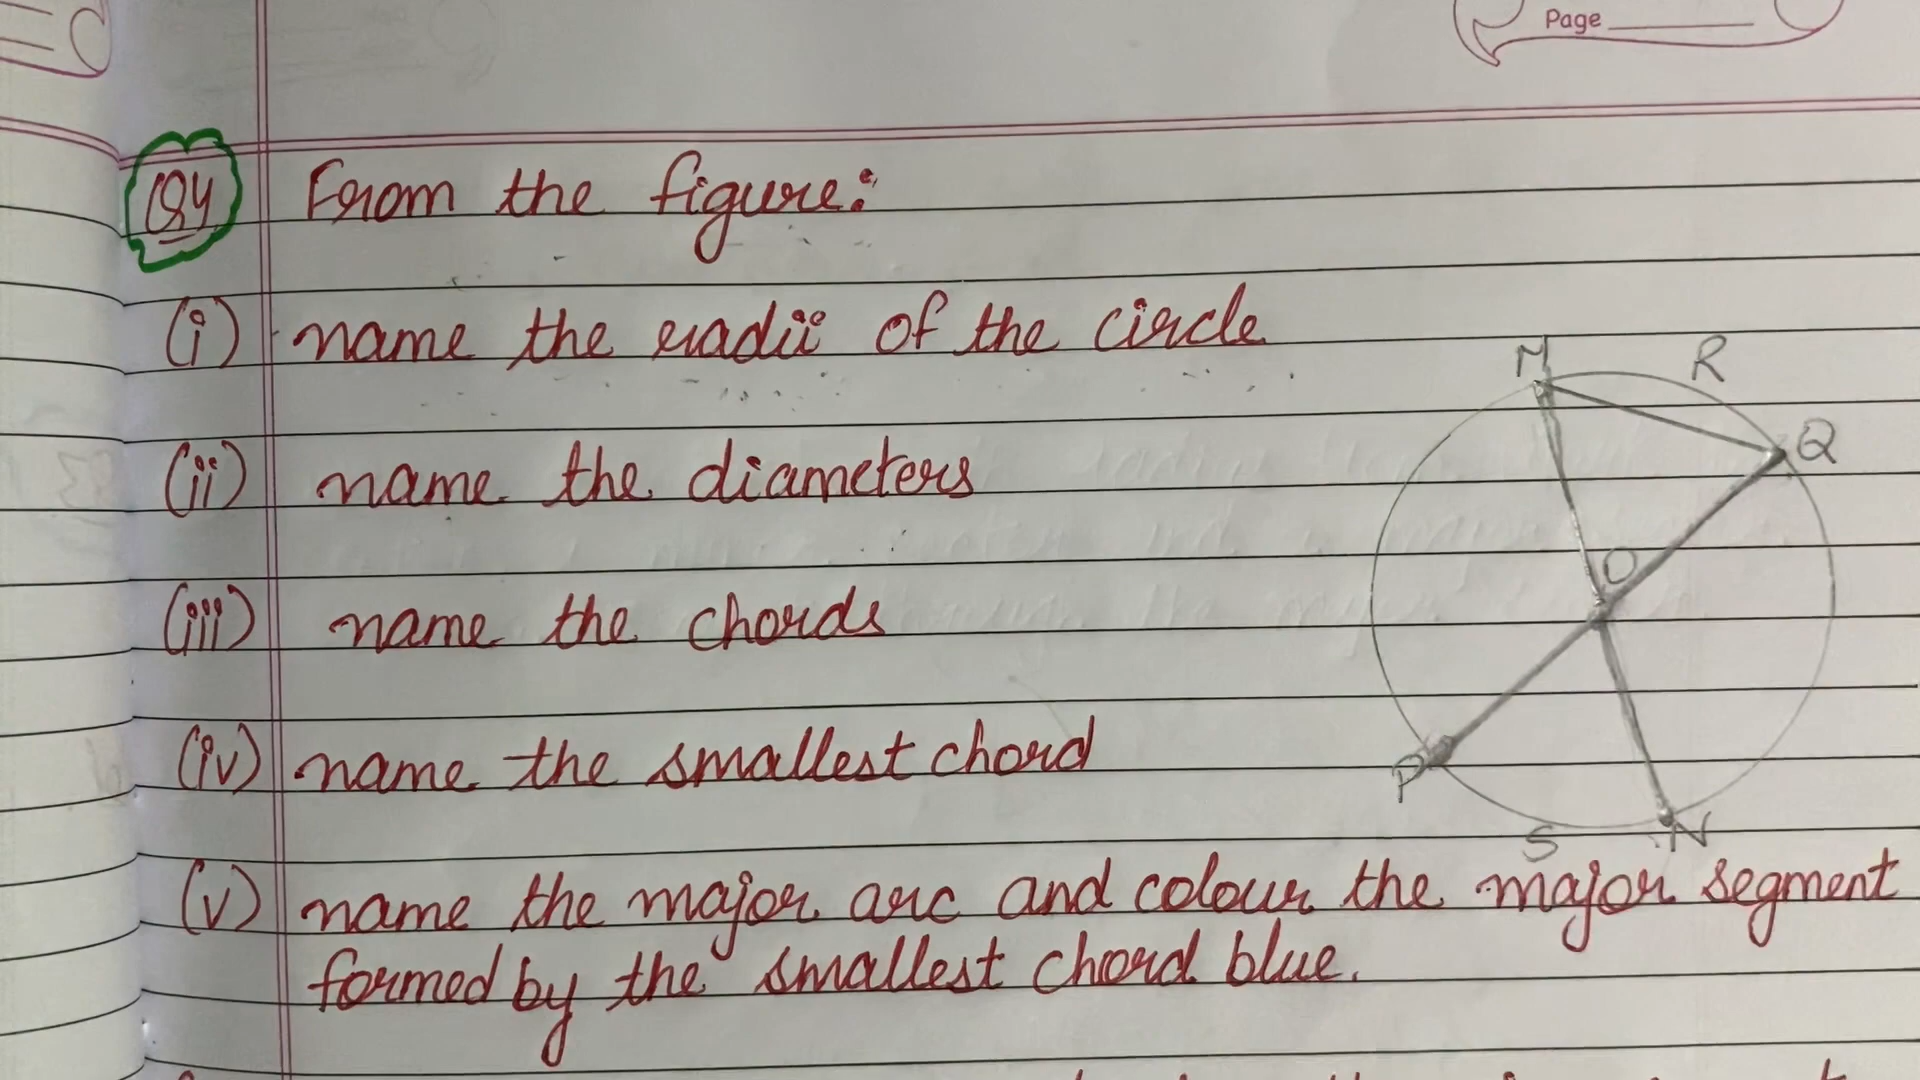 Page
Q4 From the figure:
(i) name the radii of the circle
(ii) name the diameters
(iii) name the chords
(iv) name the smallest chord
(v) name the major arc and colour the major segment
formed by the smallest chord blue.
M R
Q
O
P
S N